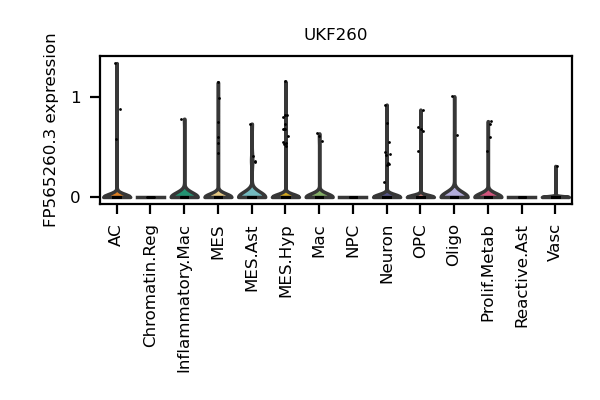 UKF260
FP565260.3 expression
1
0
AC
Chromatin.Reg
Inflammatory.Mac
MES
MES.Ast
MES.Hyp
Mac
NPC
Neuron
OPC
Oligo
Prolif.Metab
Reactive.Ast
Vasc